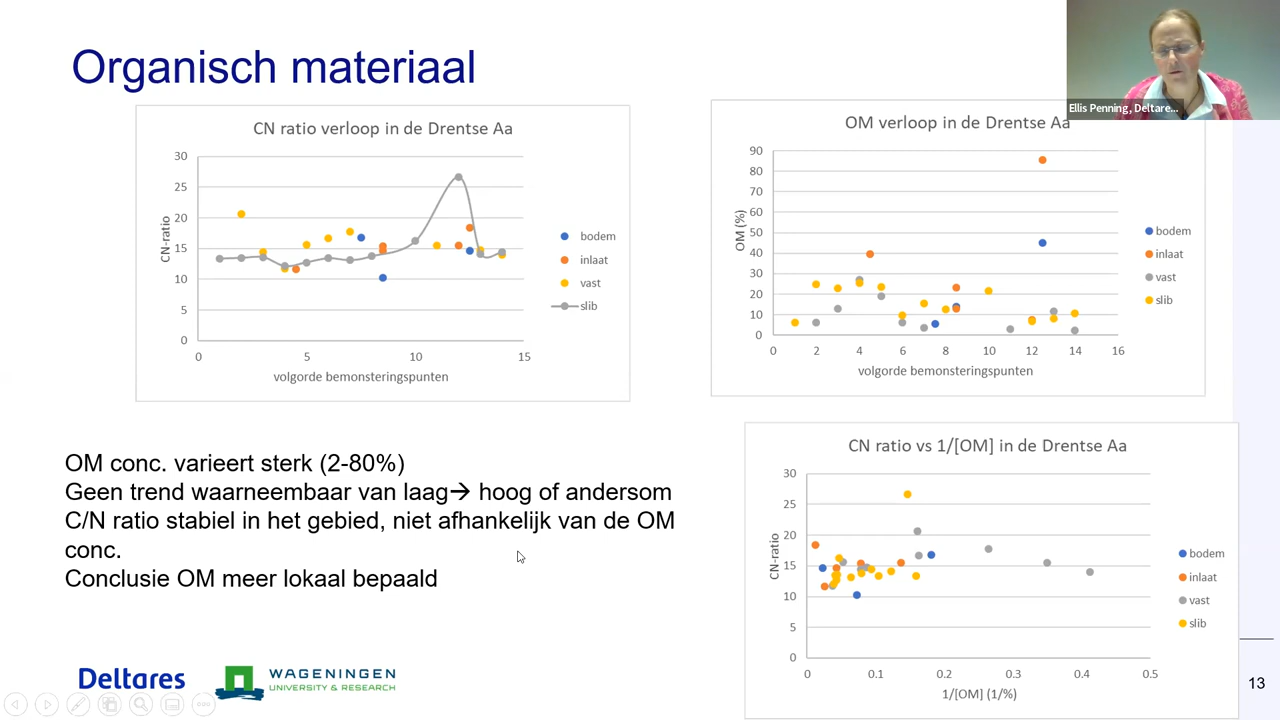 Organisch materiaal
Ellis Penning, Deltare...
CN ratio verloop in de Drentse Aa
30
25
20
15
10
5
0
CN-ratio
0 5 10 15
volgorde bemonsteringspunten
bodem
inlaat
vast
slib
OM verloop in de Drentse Aa
90
80
70
60
50
40
30
20
10
0
OM (%)
0 2 4 6 8 10 12 14 16
volgorde bemonsteringspunten
bodem
inlaat
vast
slib
OM conc. varieert sterk (2-80%)
Geen trend waarneembaar van laag→ hoog of andersom
C/N ratio stabiel in het gebied, niet afhankelijk van de OM
conc.
Conclusie OM meer lokaal bepaald
CN ratio vs 1/[OM] in de Drentse Aa
30
25
20
15
10
5
0
CN-ratio
0 0.1 0.2 0.3 0.4 0.5
1/[OM] (1/%)
bodem
inlaat
vast
slib
Deltares
WAGENINGEN
UNIVERSITY & RESEARCH
13